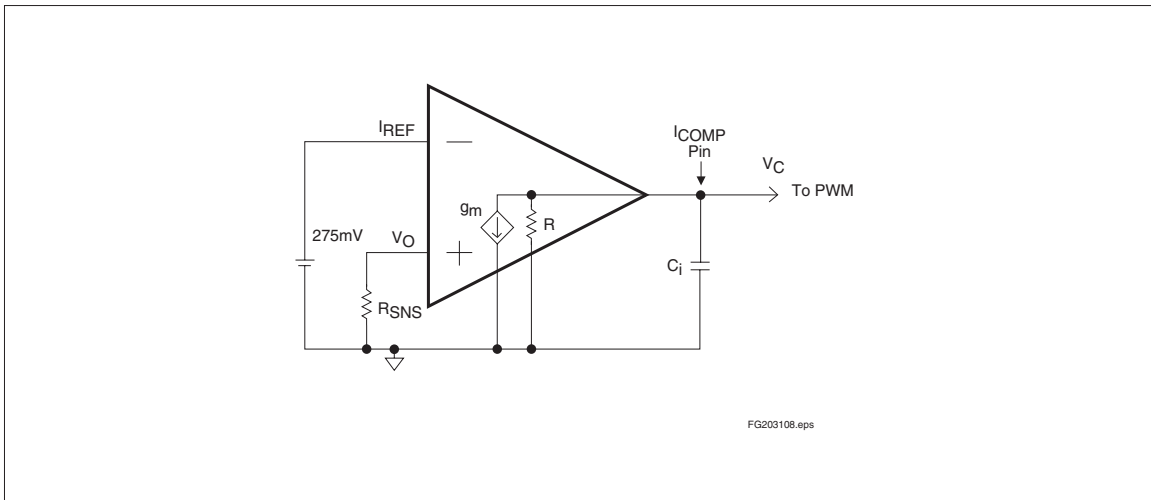 IREF
ICOMP
Pin
VC
To PWM
gm
R
275mV
VO
Ci
RSNS
FG203108.eps